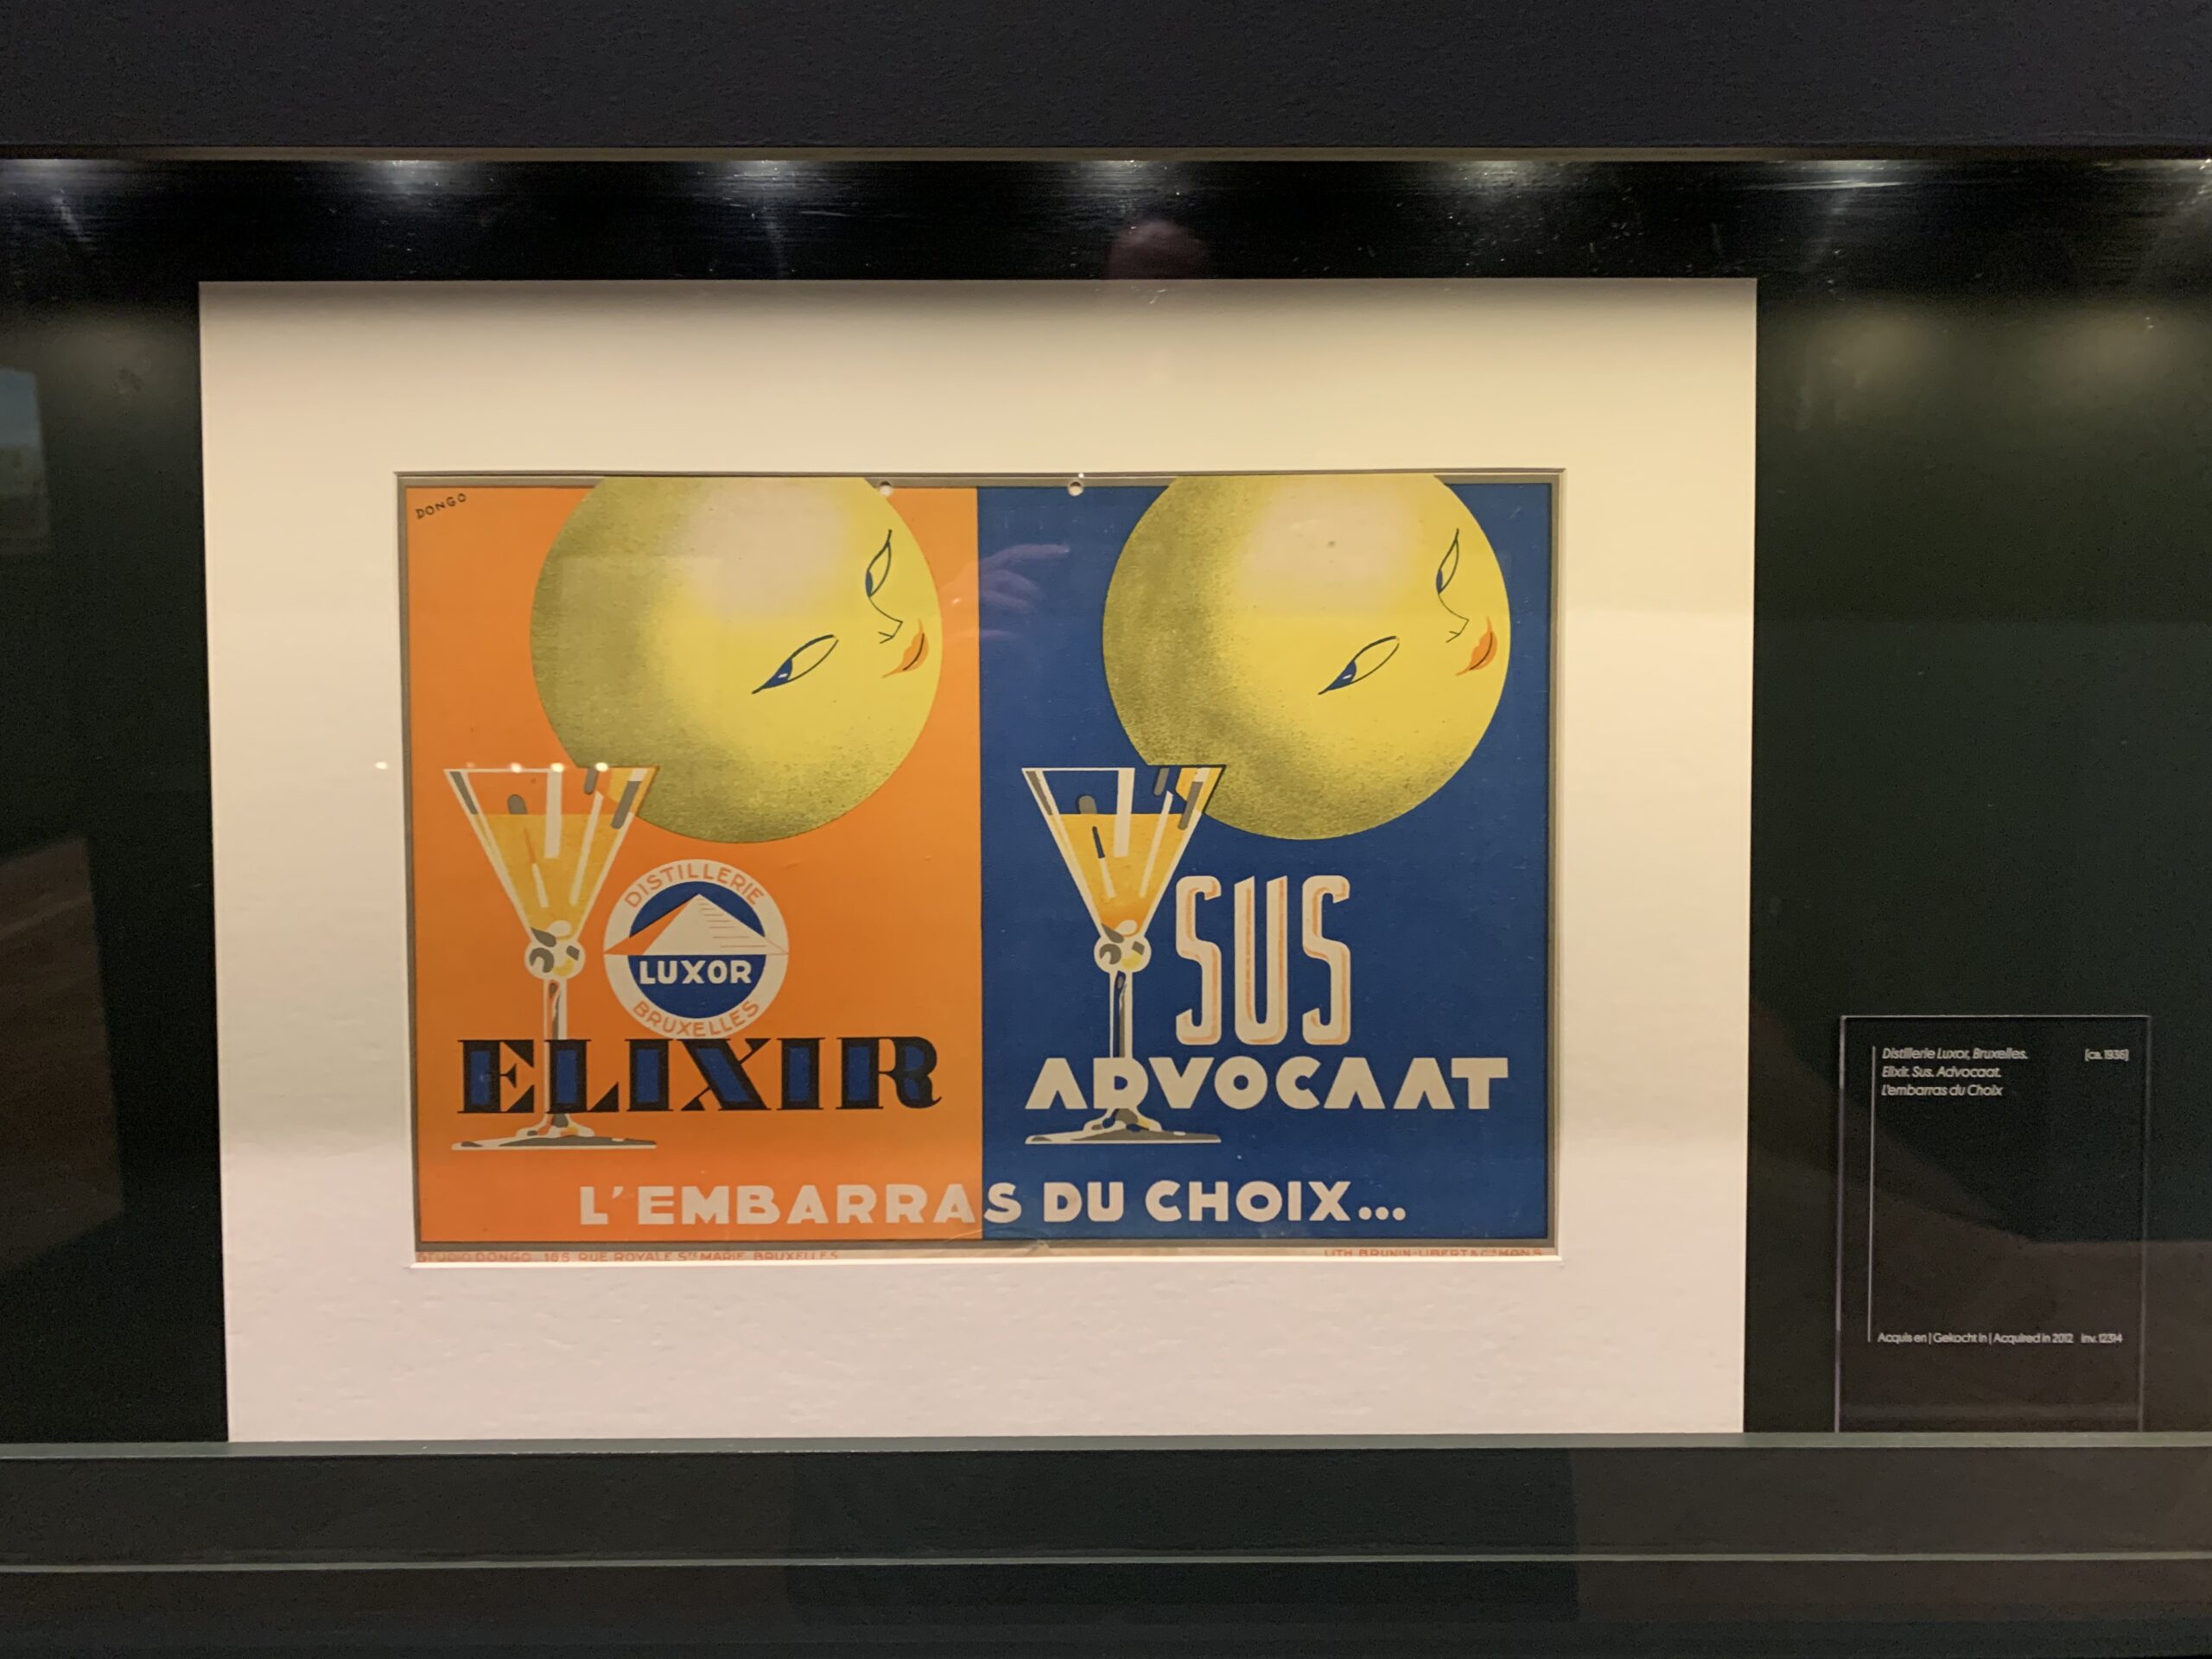 DONGO
DISTILLERIE
LUXOR
BRUXELLES
ELIXIR
SUS
ADVOCAAT
L'EMBARRAS DU CHOIX...
STUDIO DONGO. 165 RUE ROYALE STE MARIE BRUXELLES
LITH. BRUNIN-LIBERT & Co MONS
Distillerie Luxor, Bruxelles. [ca. 1936]
Elixir. Sus. Advocaat.
L'embarras du Choix
Acquis en | Gekocht in | Acquired in 2012 inv. 12314